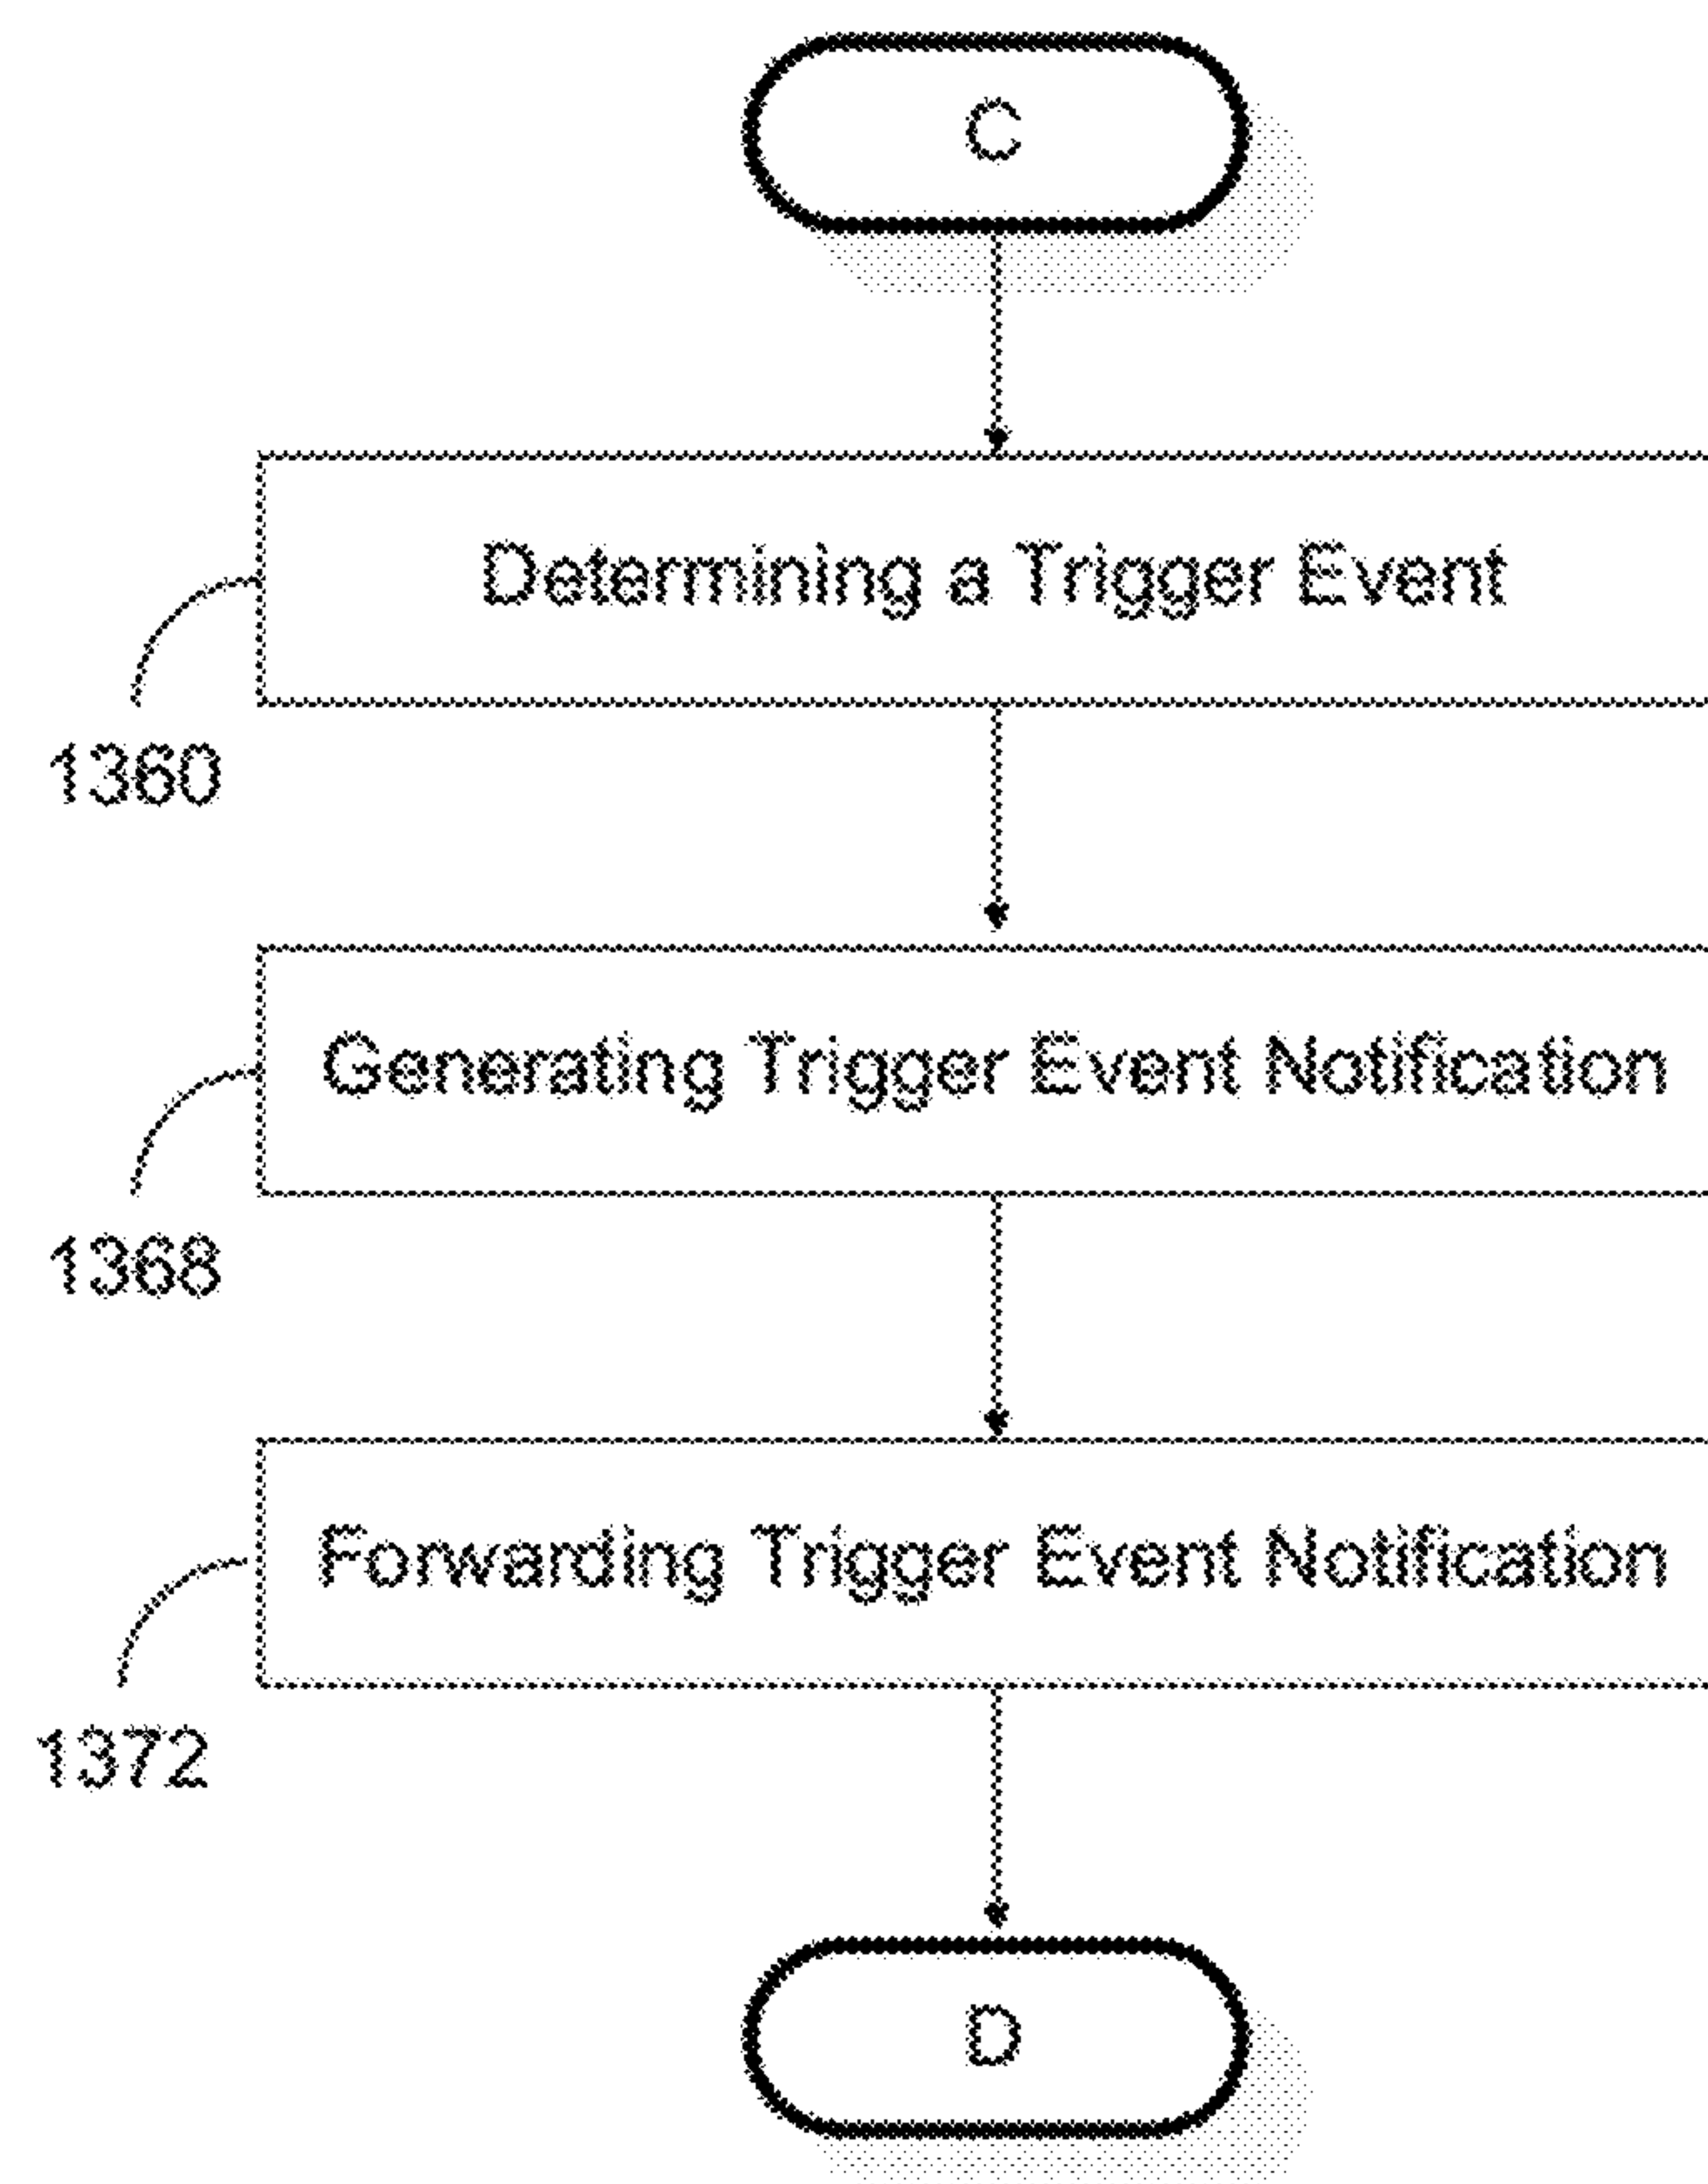 C
Determining a Trigger Event
1360
Generating Trigger Event Notification
1368
Forwarding Trigger Event Notification
1372
D